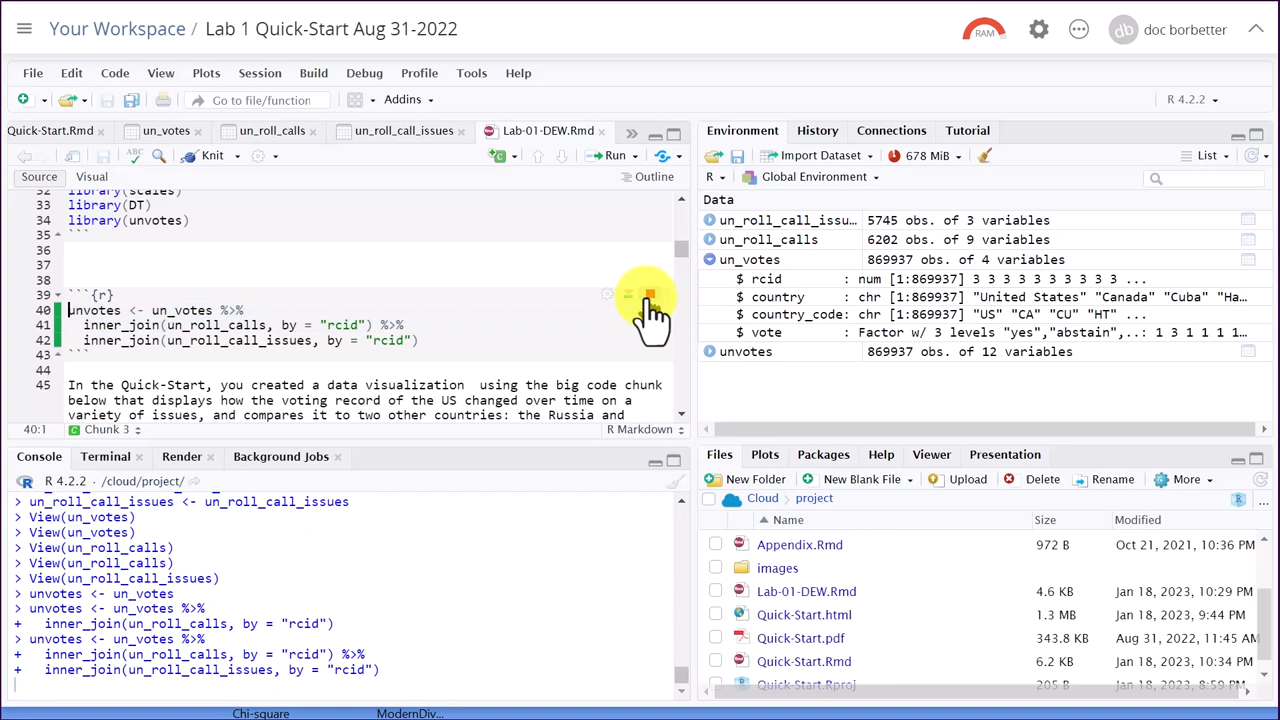 Your Workspace / Lab 1 Quick-Start Aug 31-2022
RAM
db
doc borbetter
File Edit Code View Plots Session Build Debug Profile Tools Help
Go to file/function
Addins
R 4.2.2
Quick-Start.Rmd
un_votes
un_roll_calls
un_roll_call_issues
Lab-01-DEW.Rmd
ABC
Knit
Run
Source
Visual
Outline
32 library(scales)
33 library(DT)
34 library(unvotes)
35 ```
36
37
38
39 ```{r}
40 unvotes <- un_votes %>%
41 inner_join(un_roll_calls, by = "rcid") %>%
42 inner_join(un_roll_call_issues, by = "rcid")
43 ```
44
45 In the Quick-Start, you created a data visualization using the big code chunk
below that displays how the voting record of the US changed over time on a
variety of issues, and compares it to two other countries: the Russia and
40:1
Chunk 3
R Markdown
Console
Terminal
Render
Background Jobs
R 4.2.2 · /cloud/project/
> un_roll_call_issues <- un_roll_call_issues
> View(un_votes)
> View(un_votes)
> View(un_roll_calls)
> View(un_roll_calls)
> View(un_roll_call_issues)
> unvotes <- un_votes
> unvotes <- un_votes %>%
+ inner_join(un_roll_calls, by = "rcid")
> unvotes <- un_votes %>%
+ inner_join(un_roll_calls, by = "rcid") %>%
+ inner_join(un_roll_call_issues, by = "rcid")
Environment
History
Connections
Tutorial
Import Dataset
678 MiB
List
R
Global Environment
Data
un_roll_call_issu... 5745 obs. of 3 variables
un_roll_calls 6202 obs. of 9 variables
un_votes 869937 obs. of 4 variables
$ rcid : num [1:869937] 3 3 3 3 3 3 3 3 3 3 ...
$ country : chr [1:869937] "United States" "Canada" "Cuba" "Ha...
$ country_code: chr [1:869937] "US" "CA" "CU" "HT" ...
$ vote : Factor w/ 3 levels "yes","abstain",..: 1 3 1 1 1 1...
unvotes 869937 obs. of 12 variables
Files
Plots
Packages
Help
Viewer
Presentation
New Folder
New Blank File
Upload
Delete
Rename
More
Cloud
project
...
Name Size Modified
Appendix.Rmd 972 B Oct 21, 2021, 10:36 PM
images
Lab-01-DEW.Rmd 4.6 KB Jan 18, 2023, 10:29 PM
Quick-Start.html 1.3 MB Jan 18, 2023, 9:44 PM
Quick-Start.pdf 343.8 KB Aug 31, 2022, 11:45 AM
Quick-Start.Rmd 6.2 KB Jan 18, 2023, 10:34 PM
Quick-Start.Rproj 205 B Jan 18, 2023, 8:59 PM
Chi-square
ModernDiv...